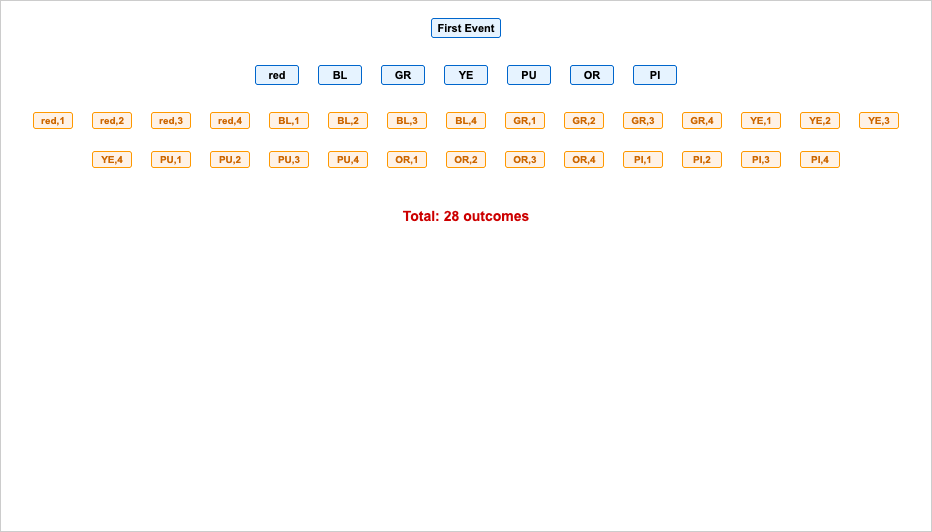 First Event
red BL GR YE PU OR PI
red,1 red,2 red,3 red,4 BL,1 BL,2 BL,3 BL,4 GR,1 GR,2 GR,3 GR,4 YE,1 YE,2 YE,3
YE,4 PU,1 PU,2 PU,3 PU,4 OR,1 OR,2 OR,3 OR,4 PI,1 PI,2 PI,3 PI,4
Total: 28 outcomes